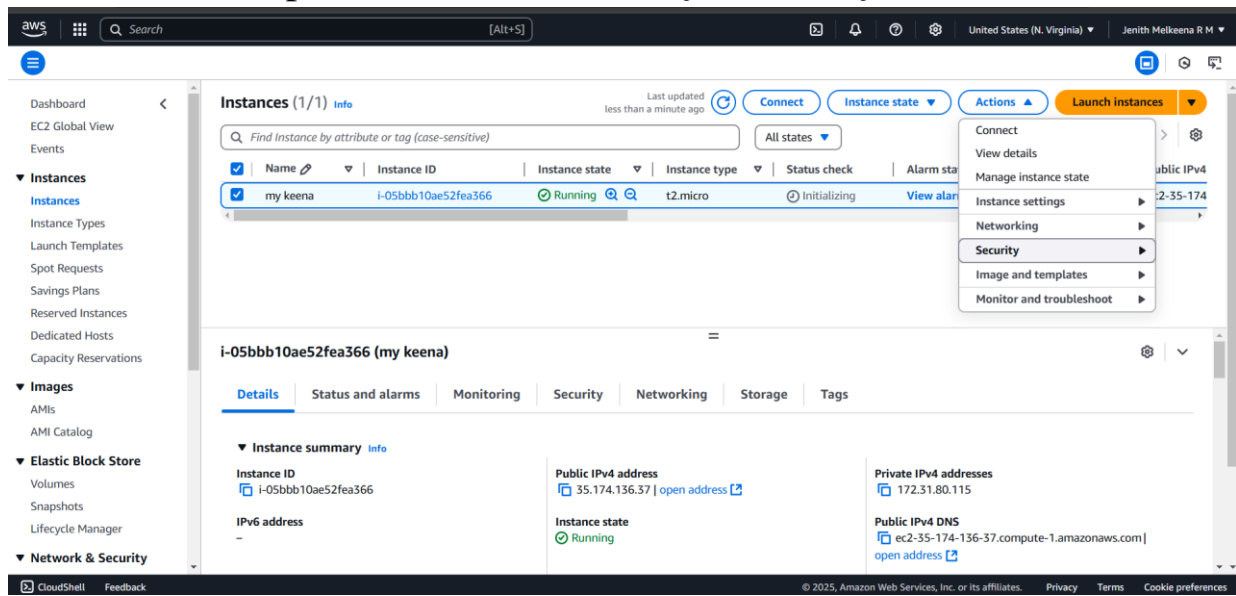 aws
Search
[Alt+S]
United States (N. Virginia)
Jenith Melkeena R M
Dashboard
EC2 Global View
Events
Instances
Instances
Instance Types
Launch Templates
Spot Requests
Savings Plans
Reserved Instances
Dedicated Hosts
Capacity Reservations
Images
AMIs
AMI Catalog
Elastic Block Store
Volumes
Snapshots
Lifecycle Manager
Network & Security
Instances (1/1) Info
Last updated
less than a minute ago
Connect
Instance state
Actions
Launch instances
Find Instance by attribute or tag (case-sensitive)
All states
Name
Instance ID
Instance state
Instance type
Status check
Alarm sta
ublic IPv4
my keena
i-05bbb10ae52fea366
Running
t2.micro
Initializing
View alar
:2-35-174
Connect
View details
Manage instance state
Instance settings
Networking
Security
Image and templates
Monitor and troubleshoot
i-05bbb10ae52fea366 (my keena)
Details
Status and alarms
Monitoring
Security
Networking
Storage
Tags
Instance summary Info
Instance ID
i-05bbb10ae52fea366
Public IPv4 address
35.174.136.37 | open address
Private IPv4 addresses
172.31.80.115
IPv6 address
–
Instance state
Running
Public IPv4 DNS
ec2-35-174-136-37.compute-1.amazonaws.com |
open address
CloudShell
Feedback
© 2025, Amazon Web Services, Inc. or its affiliates.
Privacy
Terms
Cookie preferences